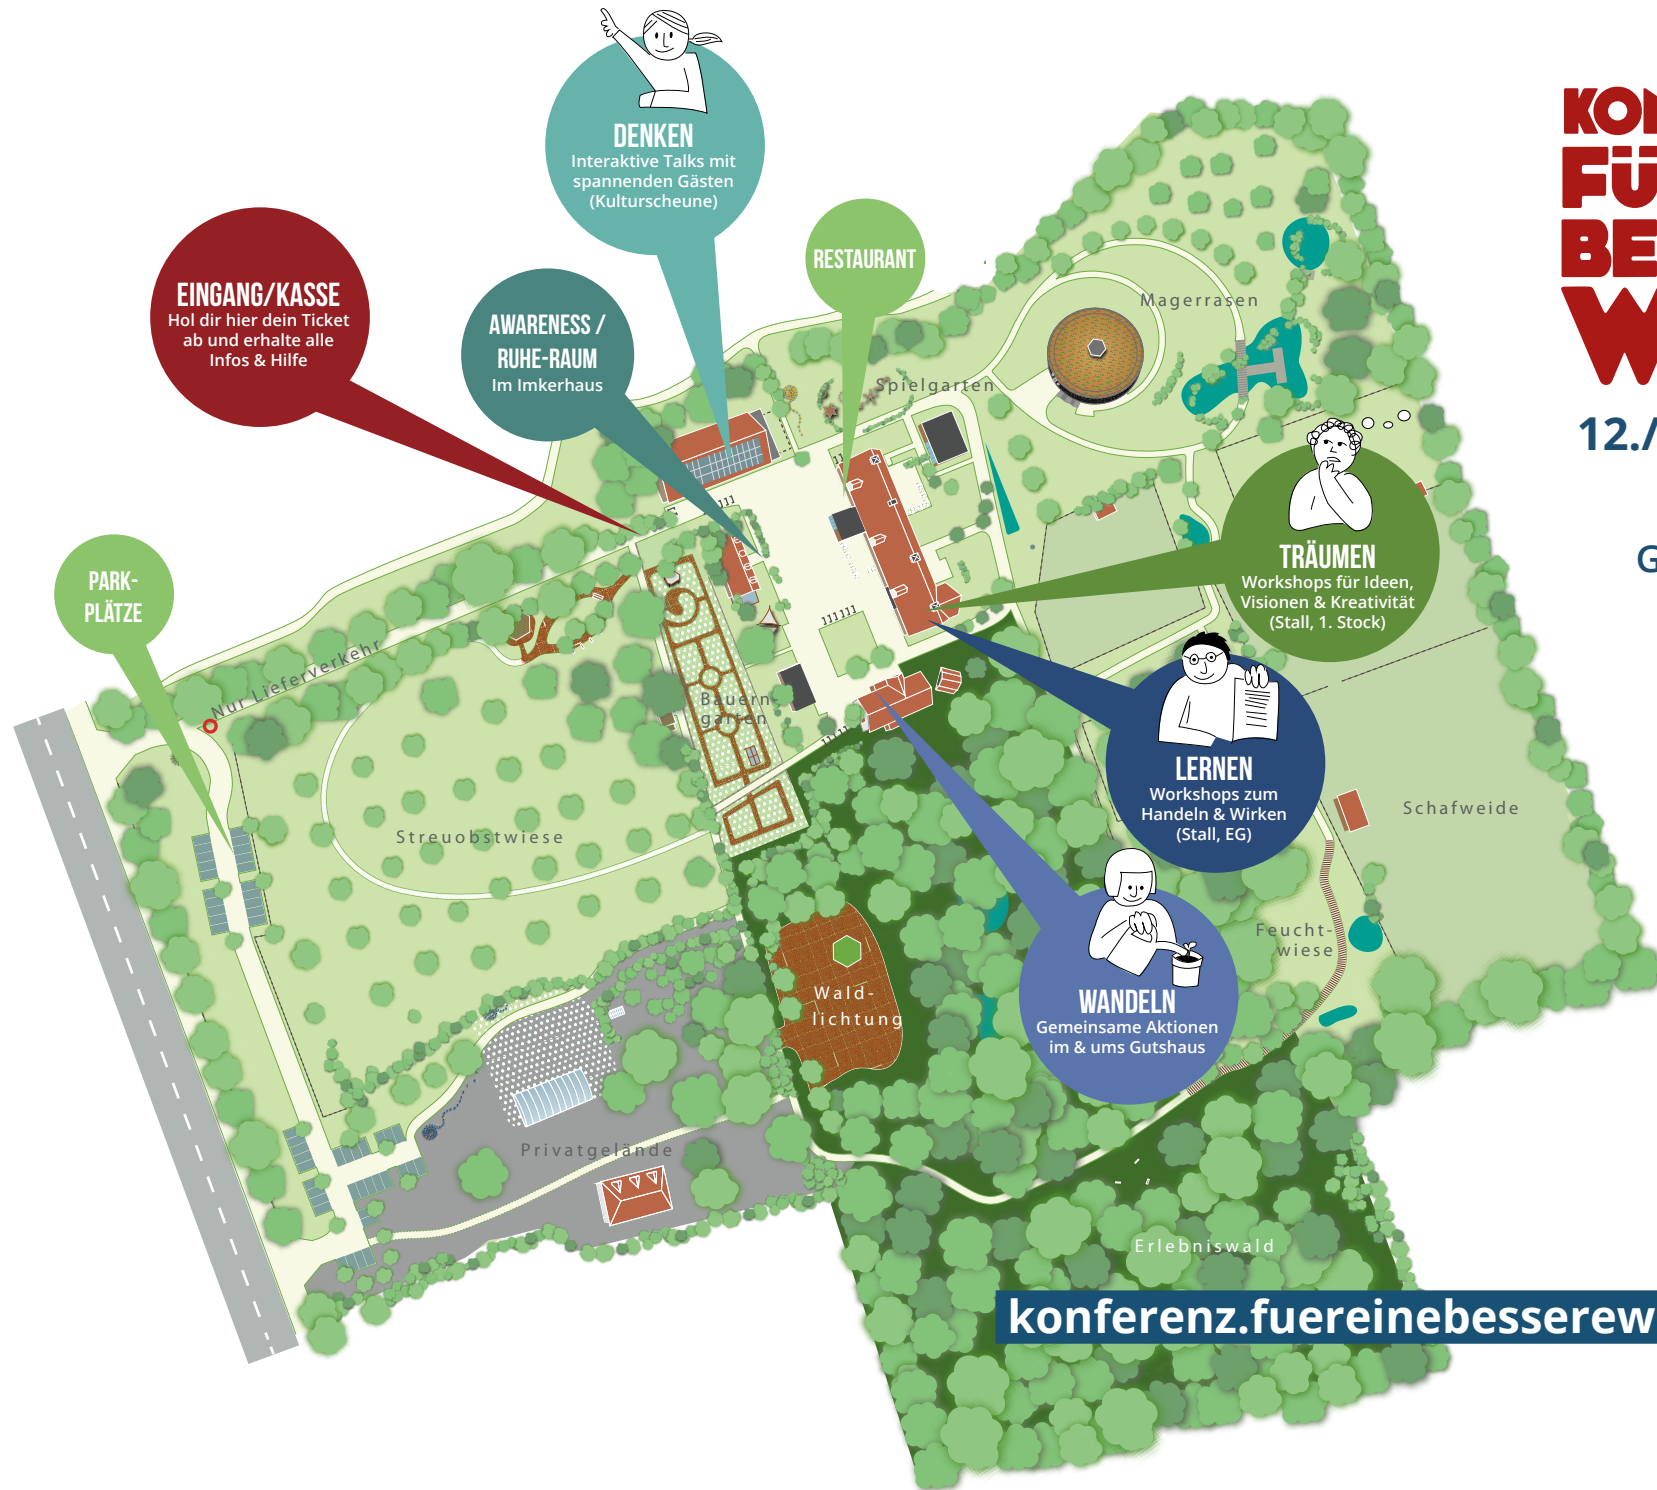 DENKEN
Interaktive Talks mit
spannenden Gästen
(Kulturscheune)
EINGANG/KASSE
Hol dir hier dein Ticket
ab und erhalte alle
Infos & Hilfe
AWARENESS /
RUHE-RAUM
Im Imkerhaus
RESTAURANT
Magerrasen
Spielgarten
TRÄUMEN
Workshops für Ideen,
Visionen & Kreativität
(Stall, 1. Stock)
PARK-
PLÄTZE
Nur Lieferverkehr
Bauern-
garten
LERNEN
Workshops zum
Handeln & Wirken
(Stall, EG)
Streuobstwiese
Schafweide
Feucht-
wiese
Wald-
lichtung
WANDELN
Gemeinsame Aktionen
im & ums Gutshaus
Privatgelände
Erlebniswald
FÜ
BE
W
12./
G
konferenz.fuereinebesserew